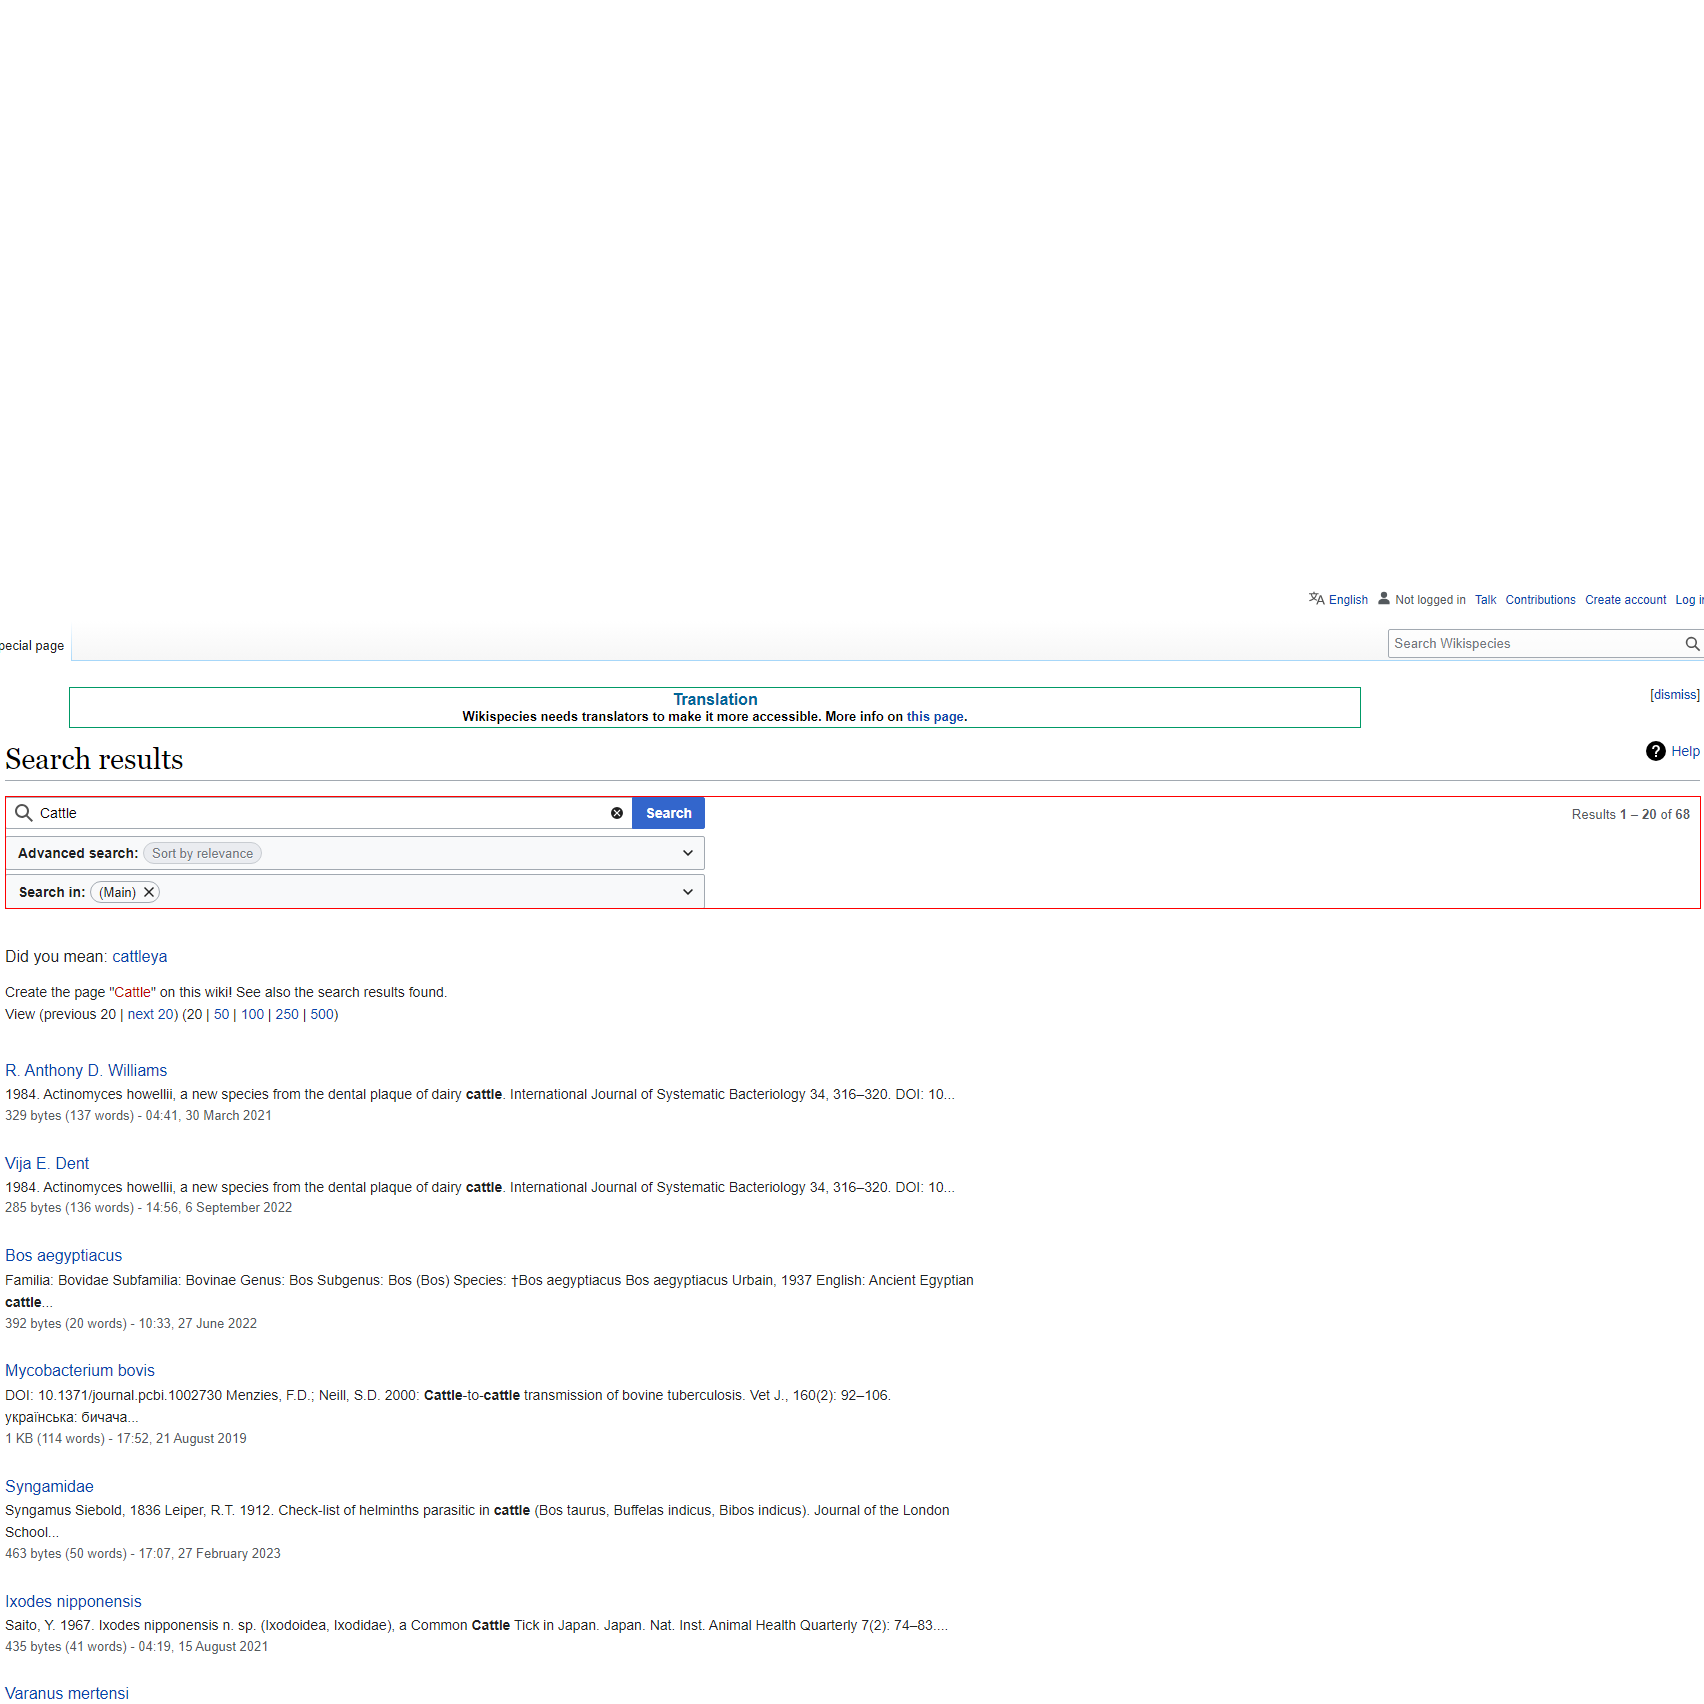 English Not logged in Talk Contributions Create account Log in
pecial page
Search Wikispecies
Translation
[dismiss]
Wikispecies needs translators to make it more accessible. More info on this page.
Search results
Help
Cattle
Search
Results 1 – 20 of 68
Advanced search: Sort by relevance
Search in: (Main)
Did you mean: cattleya
Create the page "Cattle" on this wiki! See also the search results found.
View (previous 20 | next 20) (20 | 50 | 100 | 250 | 500)
R. Anthony D. Williams
1984. Actinomyces howellii, a new species from the dental plaque of dairy cattle. International Journal of Systematic Bacteriology 34, 316–320. DOI: 10...
329 bytes (137 words) - 04:41, 30 March 2021
Vija E. Dent
1984. Actinomyces howellii, a new species from the dental plaque of dairy cattle. International Journal of Systematic Bacteriology 34, 316–320. DOI: 10...
285 bytes (136 words) - 14:56, 6 September 2022
Bos aegyptiacus
Familia: Bovidae Subfamilia: Bovinae Genus: Bos Subgenus: Bos (Bos) Species: †Bos aegyptiacus Bos aegyptiacus Urbain, 1937 English: Ancient Egyptian
cattle...
392 bytes (20 words) - 10:33, 27 June 2022
Mycobacterium bovis
DOI: 10.1371/journal.pcbi.1002730 Menzies, F.D.; Neill, S.D. 2000: Cattle-to-cattle transmission of bovine tuberculosis. Vet J., 160(2): 92–106.
українська: бичача...
1 KB (114 words) - 17:52, 21 August 2019
Syngamidae
Syngamus Siebold, 1836 Leiper, R.T. 1912. Check-list of helminths parasitic in cattle (Bos taurus, Buffelas indicus, Bibos indicus). Journal of the London
School...
463 bytes (50 words) - 17:07, 27 February 2023
Ixodes nipponensis
Saito, Y. 1967. Ixodes nipponensis n. sp. (Ixodoidea, Ixodidae), a Common Cattle Tick in Japan. Japan. Nat. Inst. Animal Health Quarterly 7(2): 74–83....
435 bytes (41 words) - 04:19, 15 August 2021
Varanus mertensi